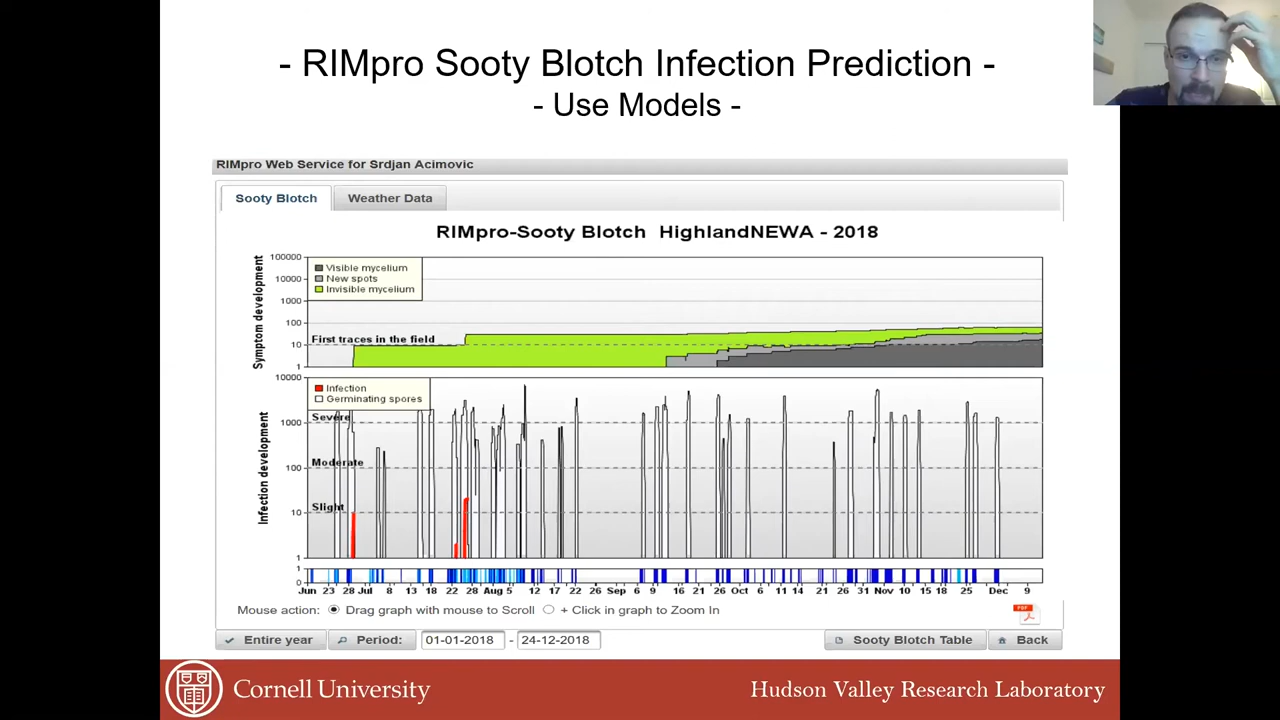 - RIMpro Sooty Blotch Infection Prediction -
- Use Models -
RIMpro Web Service for Srdjan Acimovic
Sooty Blotch
Weather Data
RIMpro-Sooty Blotch HighlandNEWA - 2018
Symptom development
100000
10000
1000
100
10
1
Visible mycelium
New spots
Invisible mycelium
First traces in the field
Infection development
10000
1000
100
10
1
Infection
Germinating spores
Severe
Moderate
Slight
1
0
Jun 23 28 Jul 8 13 18 22 28 Aug 5 12 17 22 26 Sep 6 9 16 21 26 Oct 6 11 14 21 26 31 Nov 10 15 18 25 Dec 9
Mouse action: Drag graph with mouse to Scroll + Click in graph to Zoom In
PDF
Entire year Period: 01-01-2018 - 24-12-2018 Sooty Blotch Table Back
Cornell University
Hudson Valley Research Laboratory